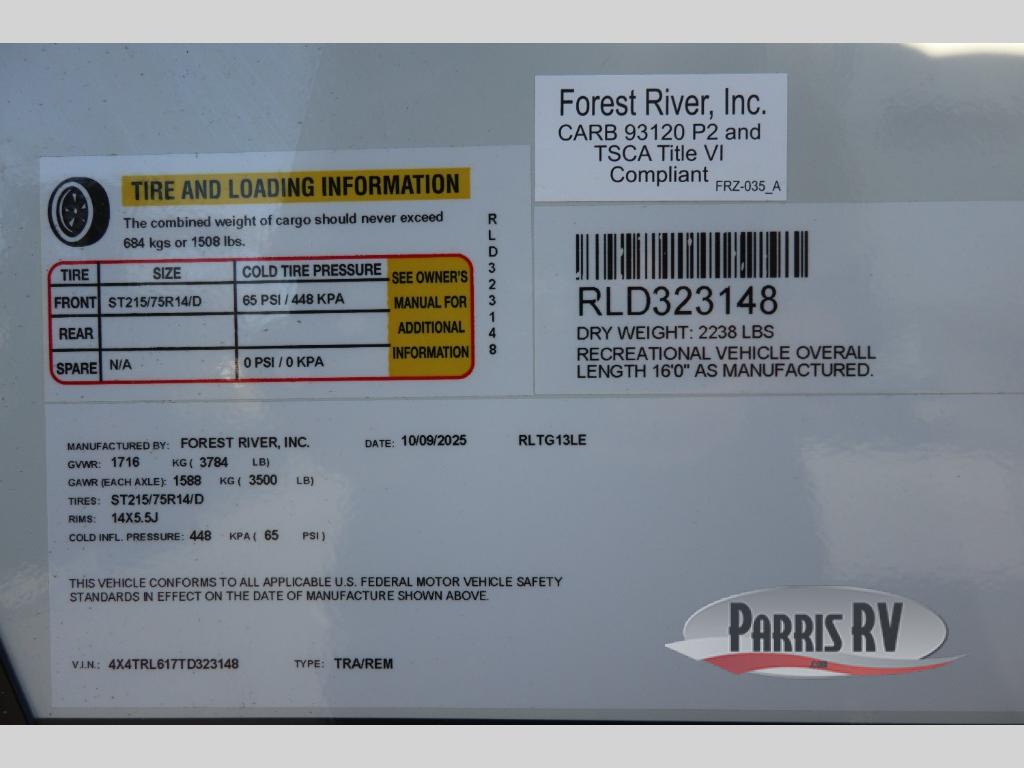 Forest River, Inc.
CARB 93120 P2 and
TSCA Title VI
Compliant
FRZ-035_A
TIRE AND LOADING INFORMATION
The combined weight of cargo should never exceed
684 kgs or 1508 lbs.
TIRE SIZE COLD TIRE PRESSURE
FRONT ST215/75R14/D 65 PSI / 448 KPA
REAR
SPARE N/A 0 PSI / 0 KPA
SEE OWNER'S
MANUAL FOR
ADDITIONAL
INFORMATION
RLD323148
RLD323148
DRY WEIGHT: 2238 LBS
RECREATIONAL VEHICLE OVERALL
LENGTH 16'0" AS MANUFACTURED.
MANUFACTURED BY: FOREST RIVER, INC. DATE: 10/09/2025 RLTG13LE
GVWR: 1716 KG ( 3784 LB)
GAWR (EACH AXLE): 1588 KG ( 3500 LB)
TIRES: ST215/75R14/D
RIMS: 14X5.5J
COLD INFL. PRESSURE: 448 KPA ( 65 PSI )
THIS VEHICLE CONFORMS TO ALL APPLICABLE U.S. FEDERAL MOTOR VEHICLE SAFETY
STANDARDS IN EFFECT ON THE DATE OF MANUFACTURE SHOWN ABOVE.
V.I.N.: 4X4TRL617TD323148 TYPE: TRA/REM
PARRIS RV
.com